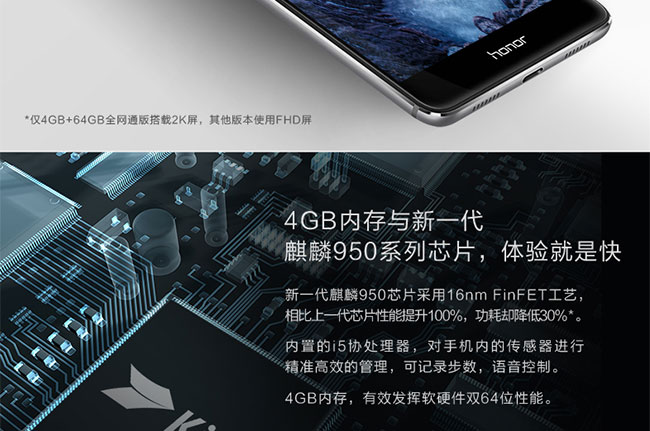 honor
*仅4GB+64GB全网通版搭载2K屏，其他版本使用FHD屏
4GB内存与新一代
麒麟950系列芯片，体验就是快
新一代麒麟950芯片采用16nm FinFET工艺，
相比上一代芯片性能提升100%，功耗却降低30%*。
内置的i5协处理器，对手机内的传感器进行
精准高效的管理，可记录步数，语音控制。
4GB内存，有效发挥软硬件双64位性能。
Ki